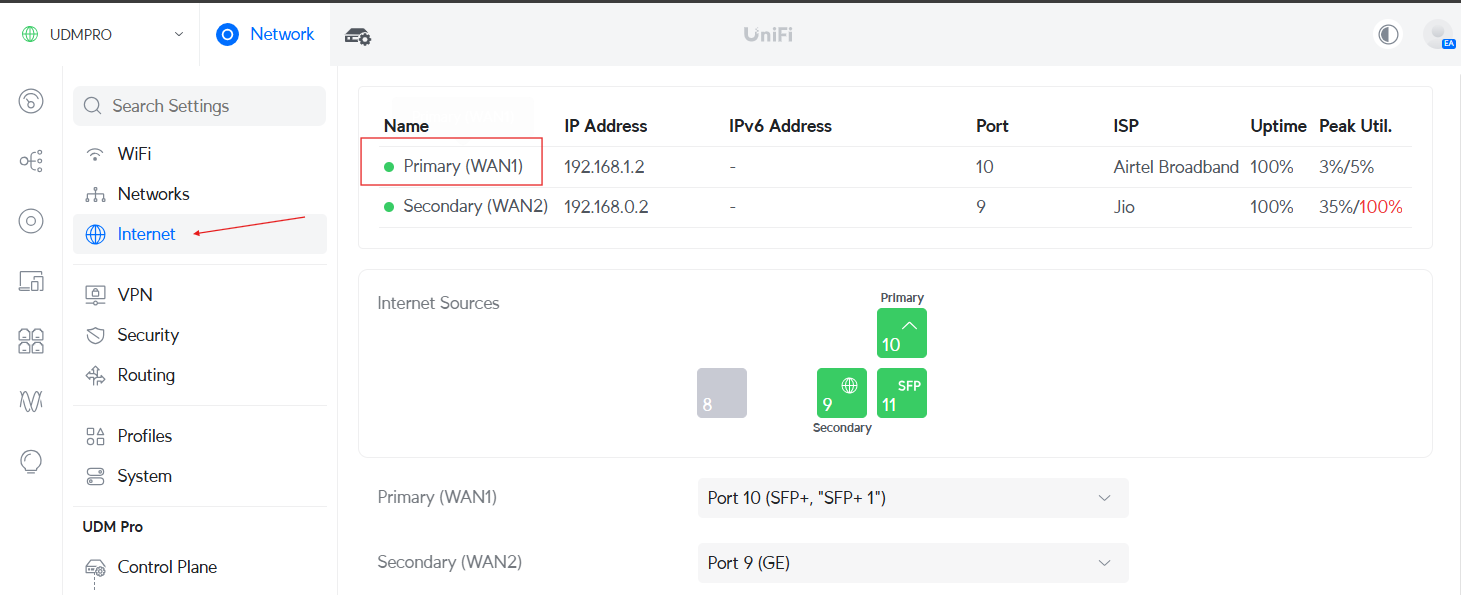 UDMPRO
Network
UniFi
EA
Search Settings
WiFi
Networks
Internet
VPN
Security
Routing
Profiles
System
UDM Pro
Control Plane
Name IP Address IPv6 Address Port ISP Uptime Peak Util.
Primary (WAN1) 192.168.1.2 - 10 Airtel Broadband 100% 3%/5%
Secondary (WAN2) 192.168.0.2 - 9 Jio 100% 35%/100%
Internet Sources
Primary
10
8
9
SFP
11
Secondary
Primary (WAN1) Port 10 (SFP+, "SFP+ 1")
Secondary (WAN2) Port 9 (GE)